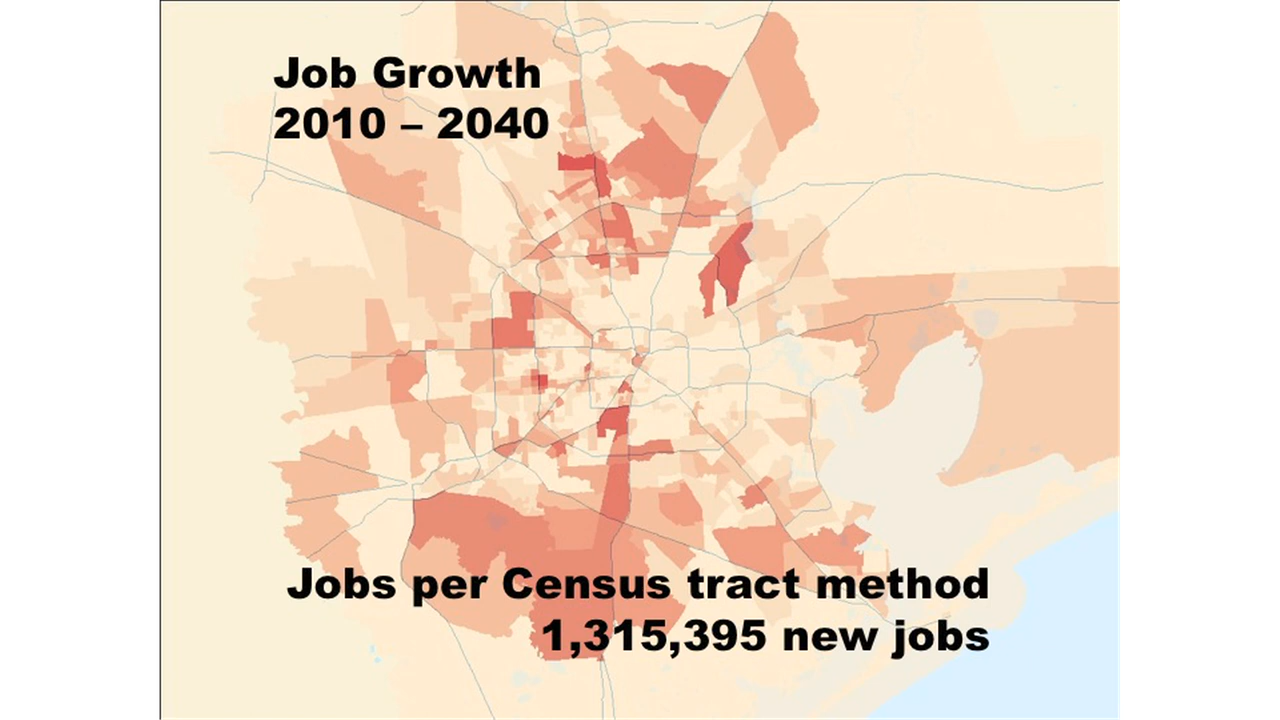 Job Growth
2010 – 2040
Jobs per Census tract method
1,315,395 new jobs